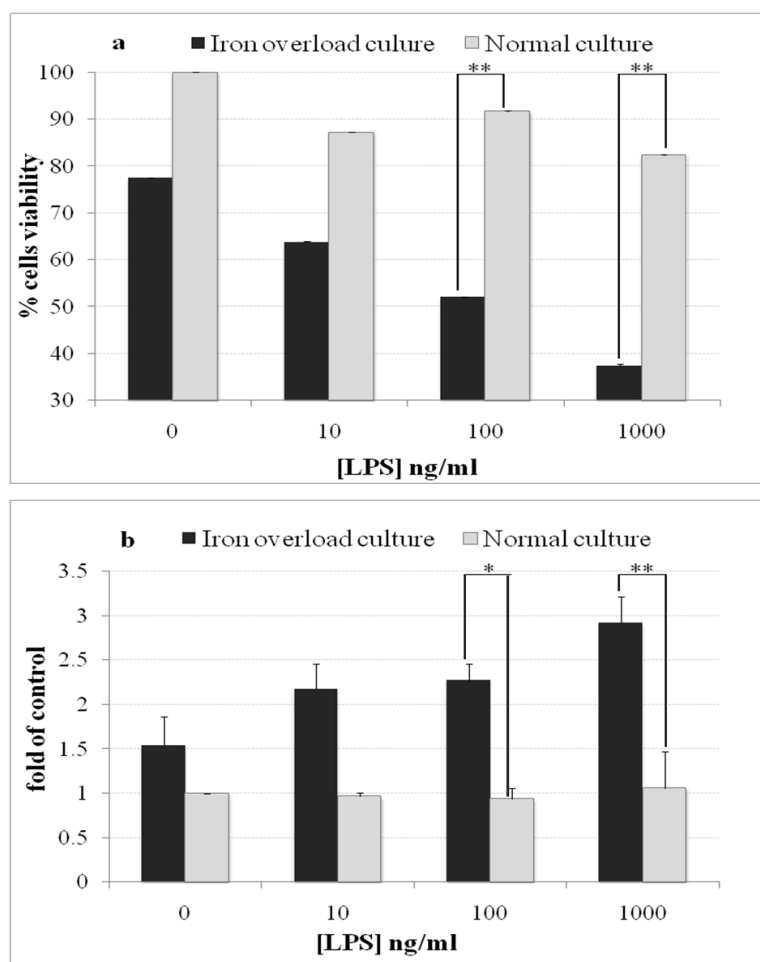 a
Iron overload culure
Normal culture
**
**
100
90
80
70
60
50
40
30
% cells viability
0 10 100 1000
[LPS] ng/ml
b
Iron overload culture
Normal culture
*
**
3.5
3
2.5
2
1.5
1
0.5
0
fold of control
0 10 100 1000
[LPS] ng/ml